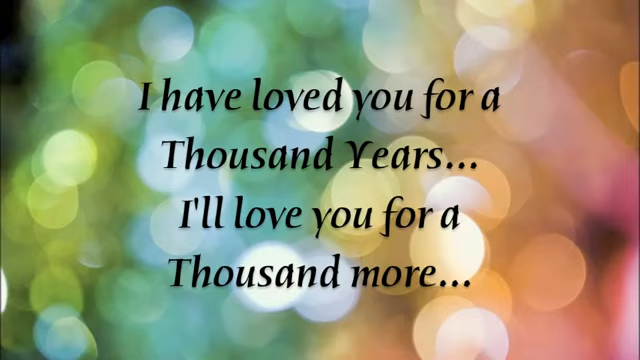 I have loved you for a
Thousand Years...
I'll love you for a
Thousand more...